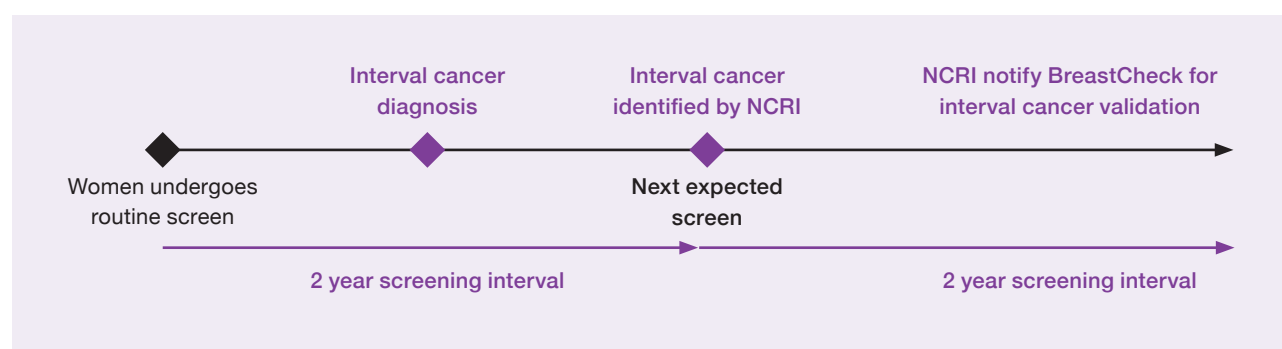 Interval cancer
diagnosis
Interval cancer
identified by NCRI
NCRI notify BreastCheck for
interval cancer validation
Women undergoes
routine screen
Next expected
screen
2 year screening interval
2 year screening interval